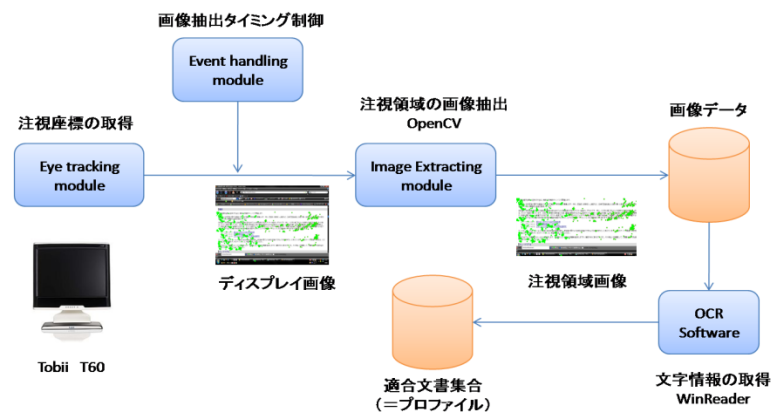 画像抽出タイミング制御
Event handling
module
注視座標の取得
Eye tracking
module
注視領域の画像抽出
OpenCV
Image Extracting
module
画像データ
ディスプレイ画像
注視領域画像
Tobii T60
適合文書集合
(=プロファイル)
OCR
Software
文字情報の取得
WinReader